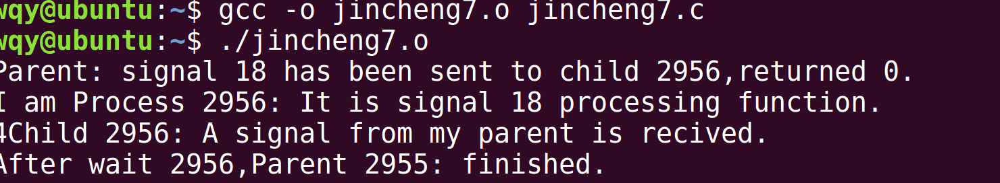 wqy@ubuntu:~$ gcc -o jincheng7.o jincheng7.c
wqy@ubuntu:~$ ./jincheng7.o
Parent: signal 18 has been sent to child 2956,returned 0.
I am Process 2956: It is signal 18 processing function.
4Child 2956: A signal from my parent is recived.
After wait 2956,Parent 2955: finished.